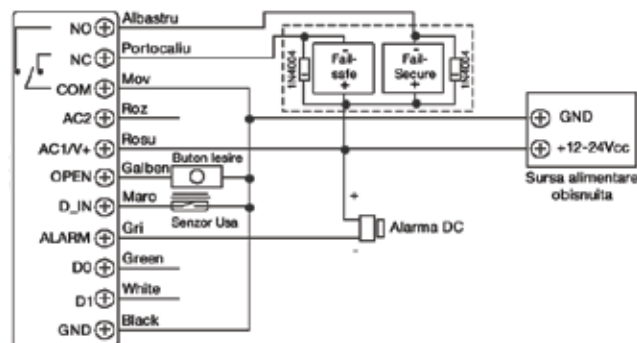 NO Albastru
NC Portocaliu
COM Mov
AC2 Roz
AC1/V+ Rosu
OPEN Galben
D_IN Maro
ALARM Gri
D0 Green
D1 White
GND Black
Buton Iesire
Senzor Usa
1N4004
-
Fail-
safe
+
-
Fail-
Secure
+
1N4004
GND
+12-24Vcc
Sursa alimentare
obisnuita
+
Alarma DC
-